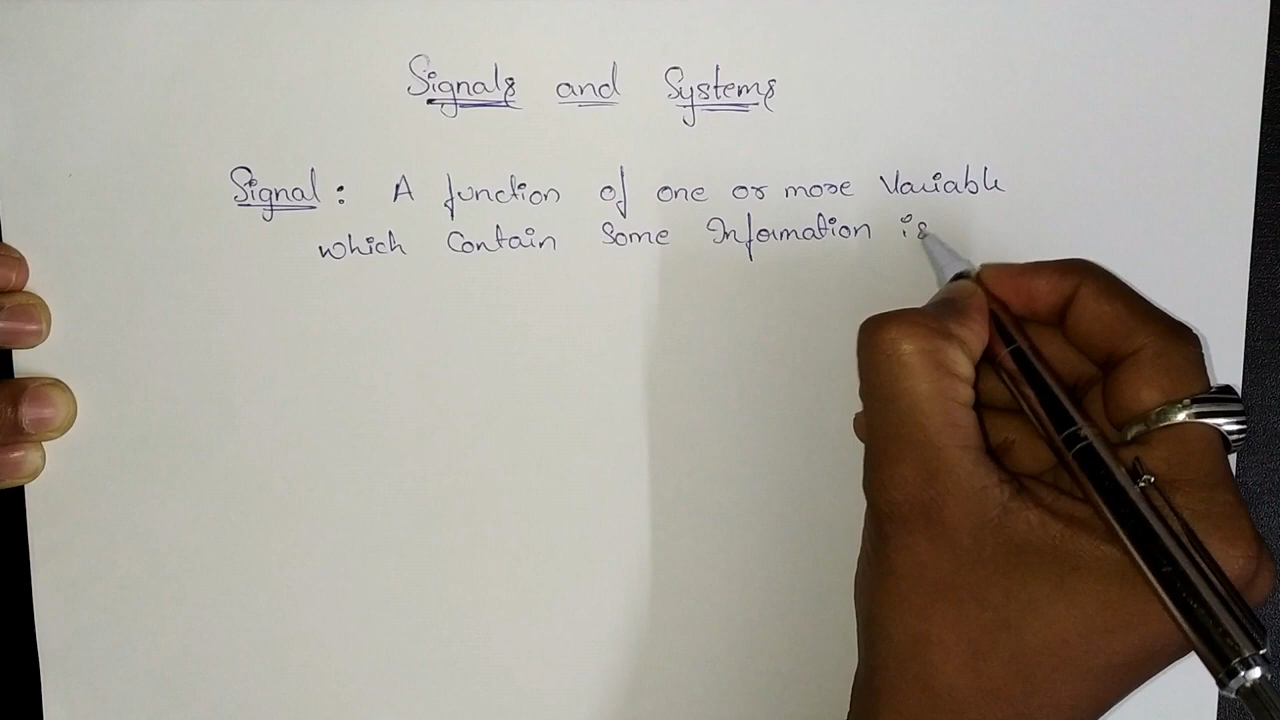 Signals and Systems
Signal : A function of one or more Variable
which Contain Some Information is